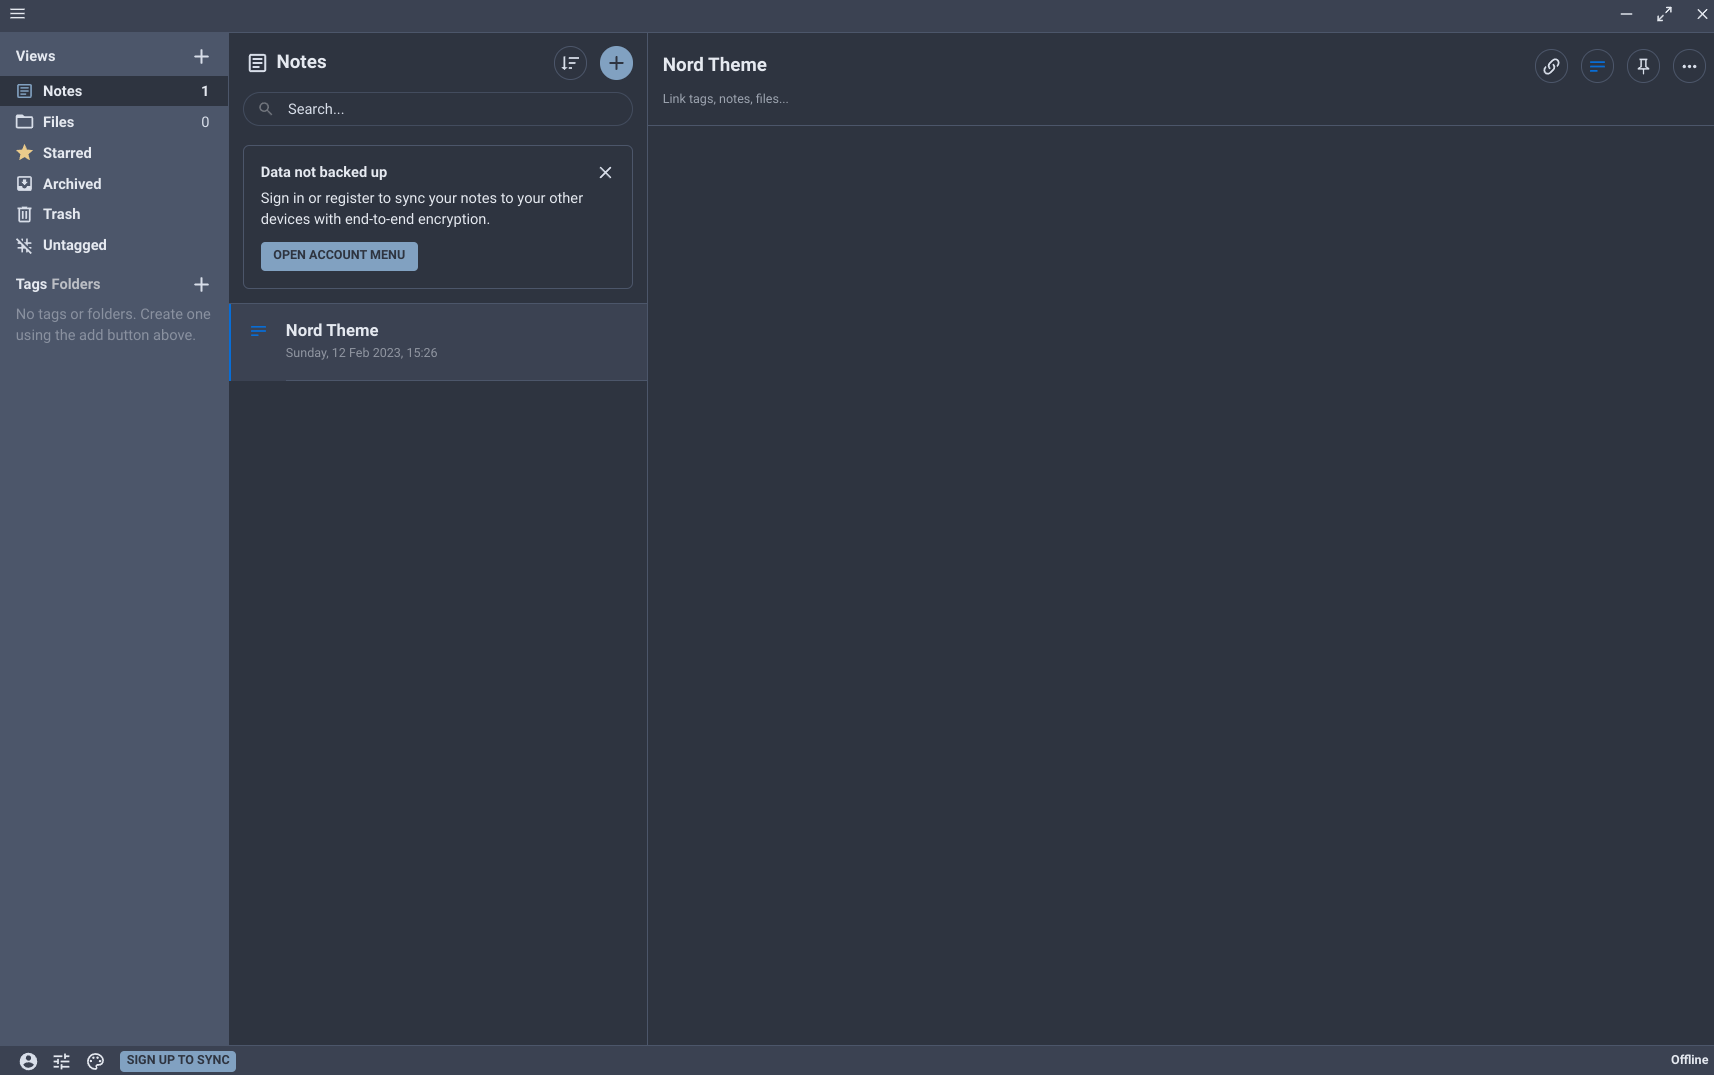 Views
Notes 1
Files 0
Starred
Archived
Trash
Untagged
Tags Folders
No tags or folders. Create one
using the add button above.
Notes
Search...
Data not backed up
Sign in or register to sync your notes to your other
devices with end-to-end encryption.
OPEN ACCOUNT MENU
Nord Theme
Sunday, 12 Feb 2023, 15:26
Nord Theme
Link tags, notes, files...
SIGN UP TO SYNC
Offline